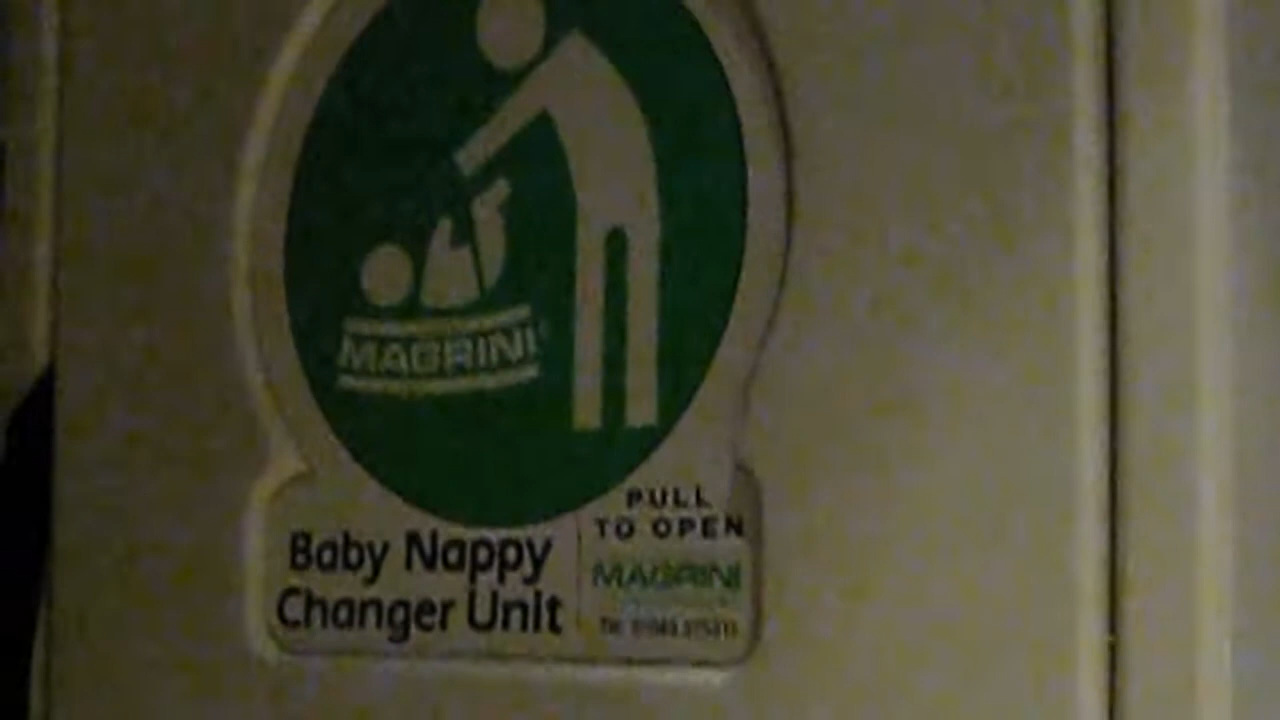 MAGRINI
Baby Nappy
Changer Unit
PULL
TO OPEN
MAGRINI